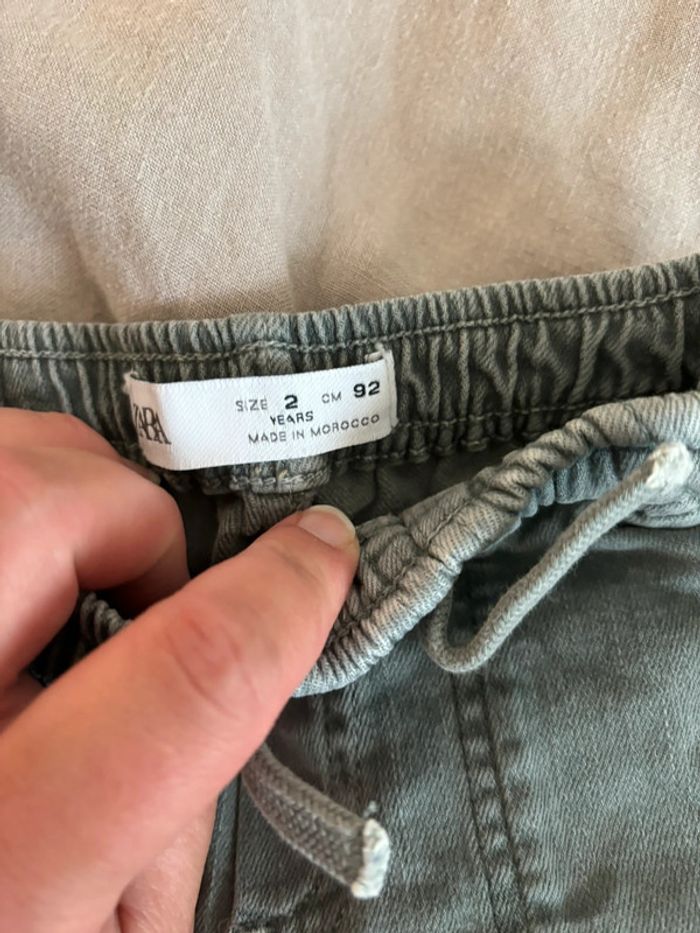 ZARA
SIZE 2 CM 92
YEARS
MADE IN MOROCCO